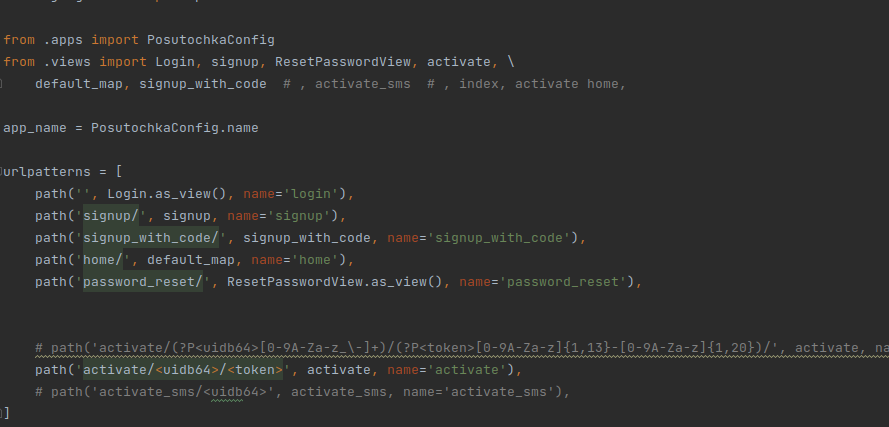 from .apps import PosutochkaConfig
from .views import Login, signup, ResetPasswordView, activate, \
    default_map, signup_with_code  # , activate_sms  # , index, activate home,

app_name = PosutochkaConfig.name

urlpatterns = [
    path('', Login.as_view(), name='login'),
    path('signup/', signup, name='signup'),
    path('signup_with_code/', signup_with_code, name='signup_with_code'),
    path('home/', default_map, name='home'),
    path('password_reset/', ResetPasswordView.as_view(), name='password_reset'),

    # path('activate/(?P<uidb64>[0-9A-Za-z_\-]+)/(?P<token>[0-9A-Za-z]{1,13}-[0-9A-Za-z]{1,20})/', activate, na
    path('activate/<uidb64>/<token>', activate, name='activate'),
    # path('activate_sms/<uidb64>', activate_sms, name='activate_sms'),
]